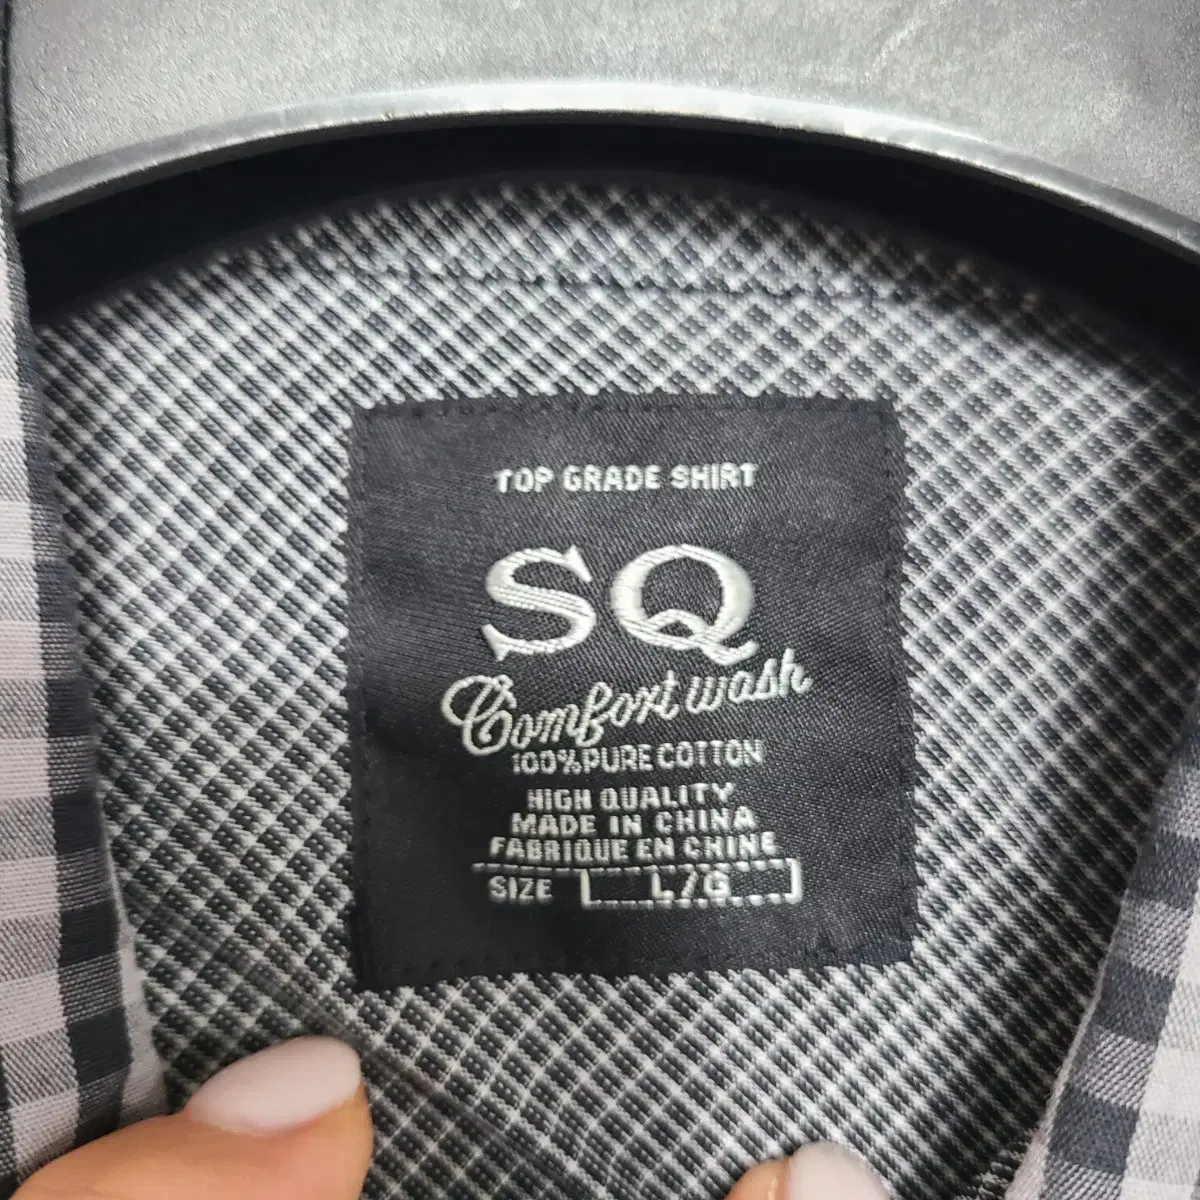 TOP GRADE SHIRT
SQ
Comfort wash
100% PURE COTTON
HIGH QUALITY
MADE IN CHINA
FABRIQUE EN CHINE
SIZE L/G